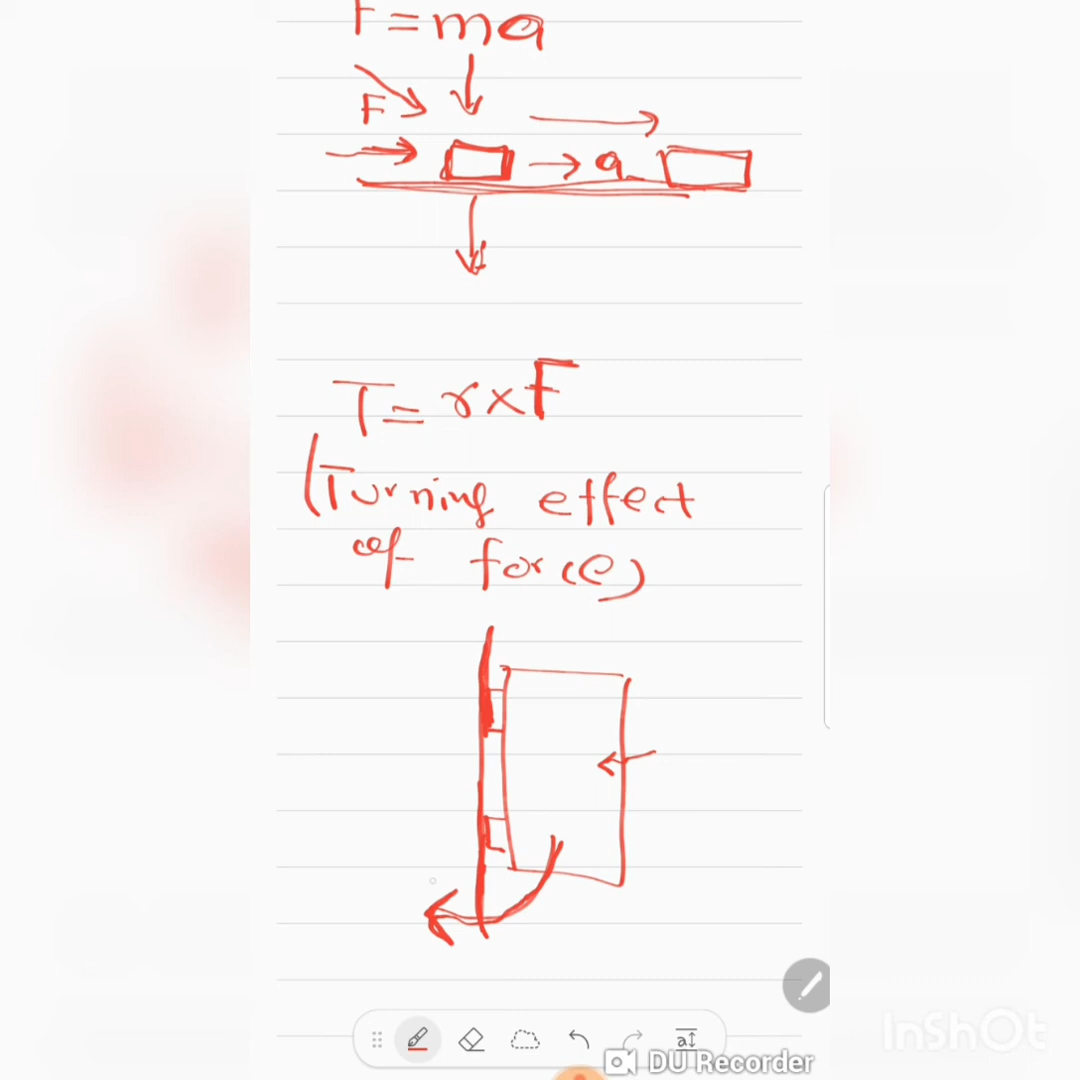 F = ma
F
a
T = r × F
(Turning effect
of force)
InShOt
DU Recorder